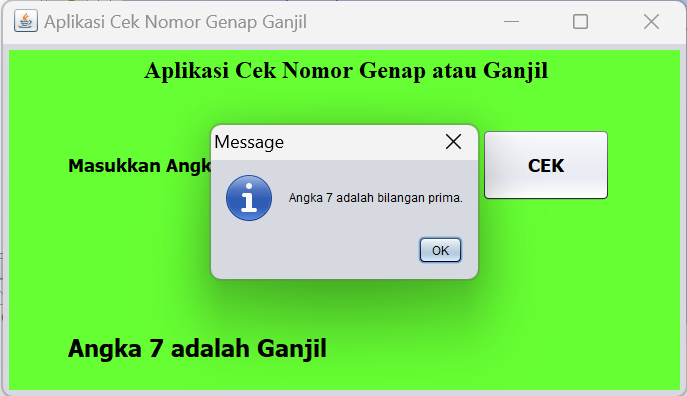 Aplikasi Cek Nomor Genap Ganjil
Aplikasi Cek Nomor Genap atau Ganjil
Message
Masukkan Angk
CEK
Angka 7 adalah bilangan prima.
OK
Angka 7 adalah Ganjil